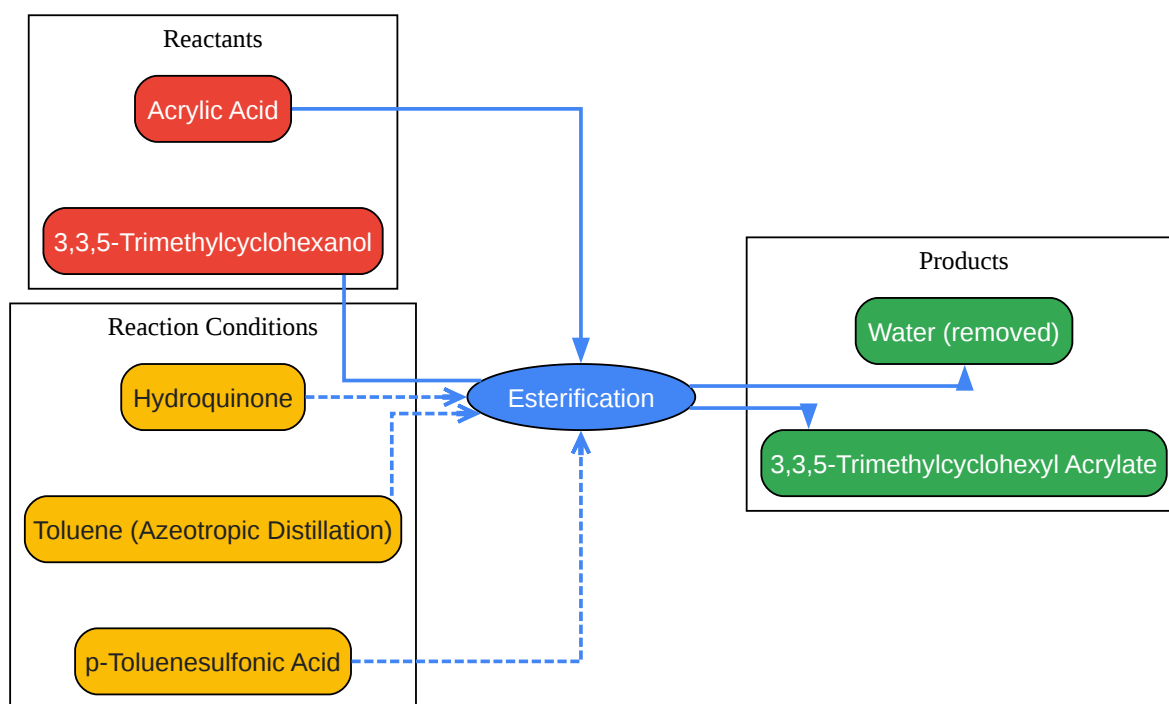 Reactants
Acrylic Acid
3,3,5-Trimethylcyclohexanol
Reaction Conditions
Hydroquinone
Toluene (Azeotropic Distillation)
p-Toluenesulfonic Acid
Esterification
Products
Water (removed)
3,3,5-Trimethylcyclohexyl Acrylate